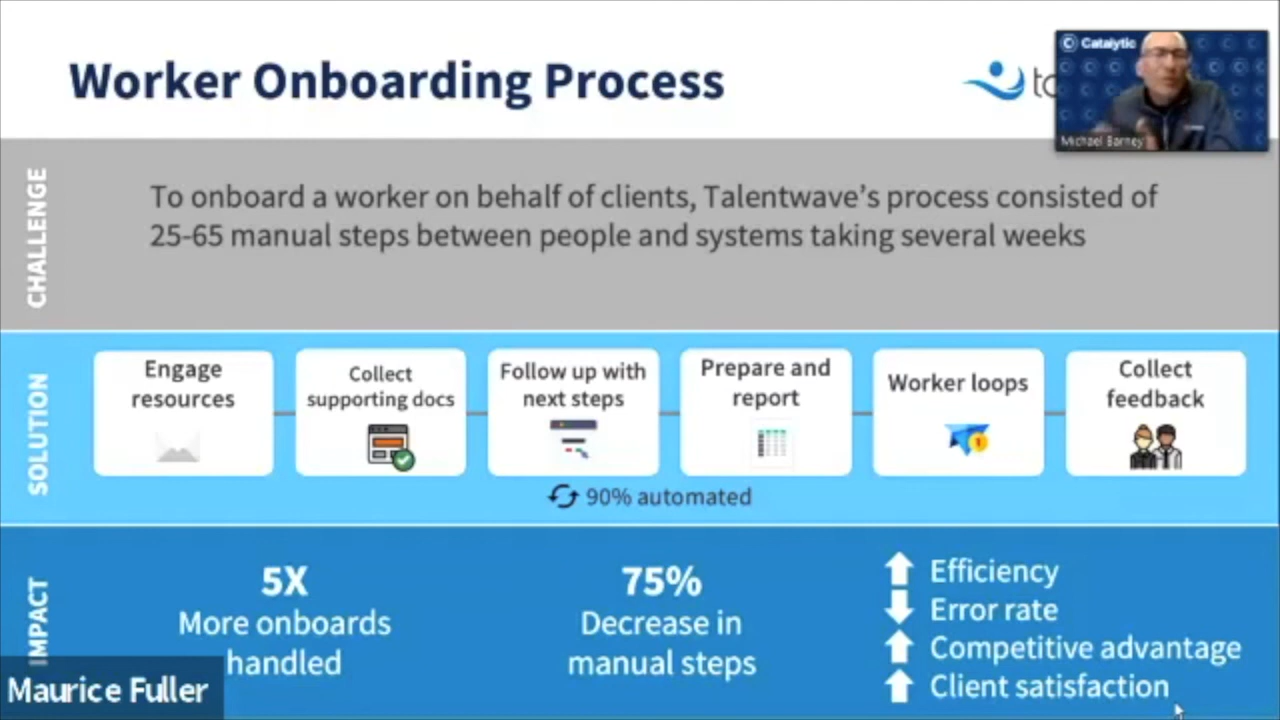 Worker Onboarding Process
Catalytic
Michael Barney
CHALLENGE
To onboard a worker on behalf of clients, Talentwave's process consisted of
25-65 manual steps between people and systems taking several weeks
SOLUTION
Engage
resources
Collect
supporting docs
Follow up with
next steps
Prepare and
report
Worker loops
1
Collect
feedback
90% automated
IMPACT
5X
More onboards
handled
75%
Decrease in
manual steps
Efficiency
Error rate
Competitive advantage
Client satisfaction
Maurice Fuller